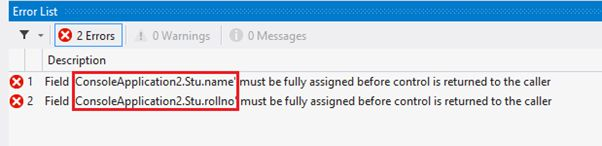 Error List
2 Errors 0 Warnings 0 Messages
Description
1 Field 'ConsoleApplication2.Stu.name' must be fully assigned before control is returned to the caller
2 Field 'ConsoleApplication2.Stu.rollno' must be fully assigned before control is returned to the caller